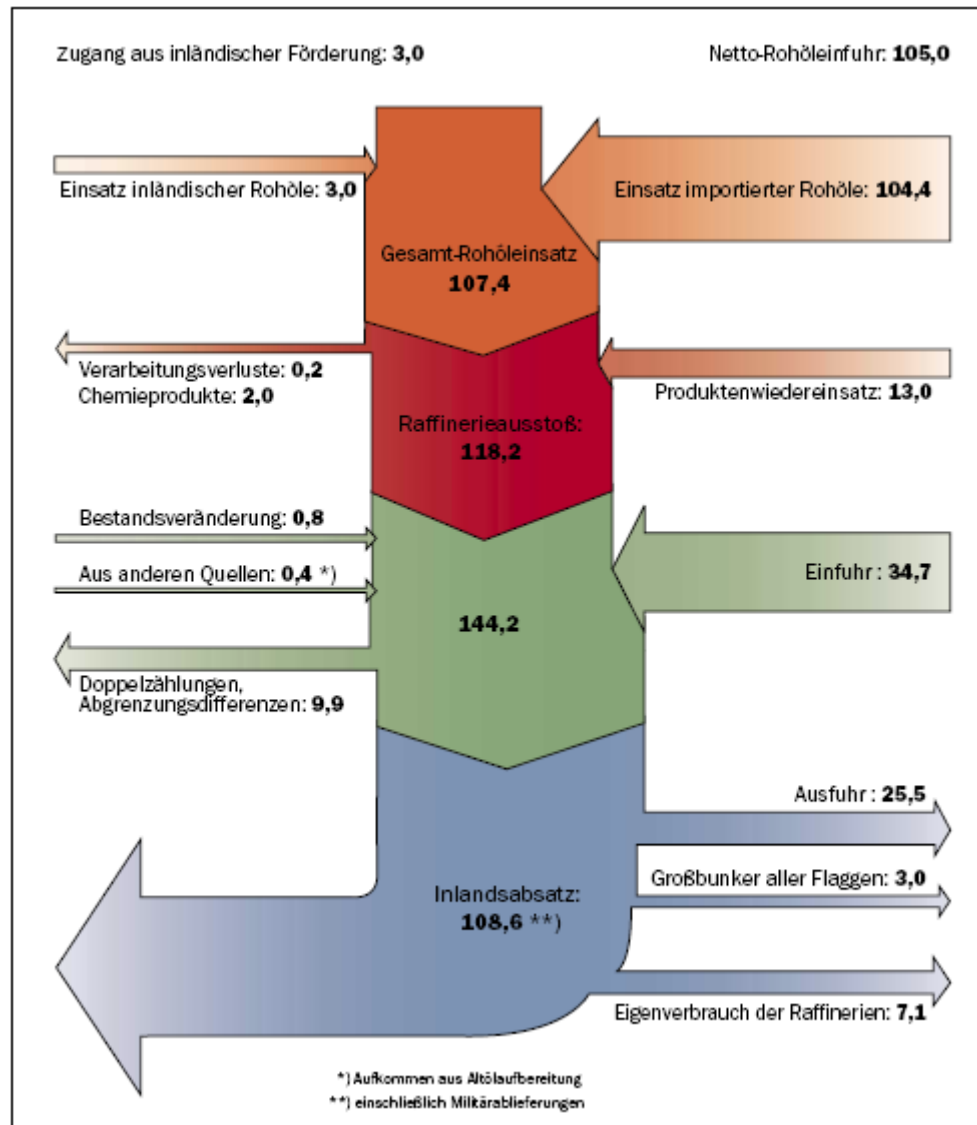 Zugang aus inländischer Förderung: 3,0
Netto-Rohöleinfuhr: 105,0
Einsatz inländischer Rohöle: 3,0
Einsatz importierter Rohöle: 104,4
Gesamt-Rohöleinsatz
107,4
Verarbeitungsverluste: 0,2
Chemieprodukte: 2,0
Produktenwiedereinsatz: 13,0
Raffinerieausstoß:
118,2
Bestandsveränderung: 0,8
Aus anderen Quellen: 0,4 *)
Einfuhr : 34,7
144,2
Doppelzählungen,
Abgrenzungsdifferenzen: 9,9
Ausfuhr : 25,5
Großbunker aller Flaggen: 3,0
Inlandsabsatz:
108,6 **)
Eigenverbrauch der Raffinerien: 7,1
*) Aufkommen aus Altölaufbereitung
**) einschließlich Militärablieferungen